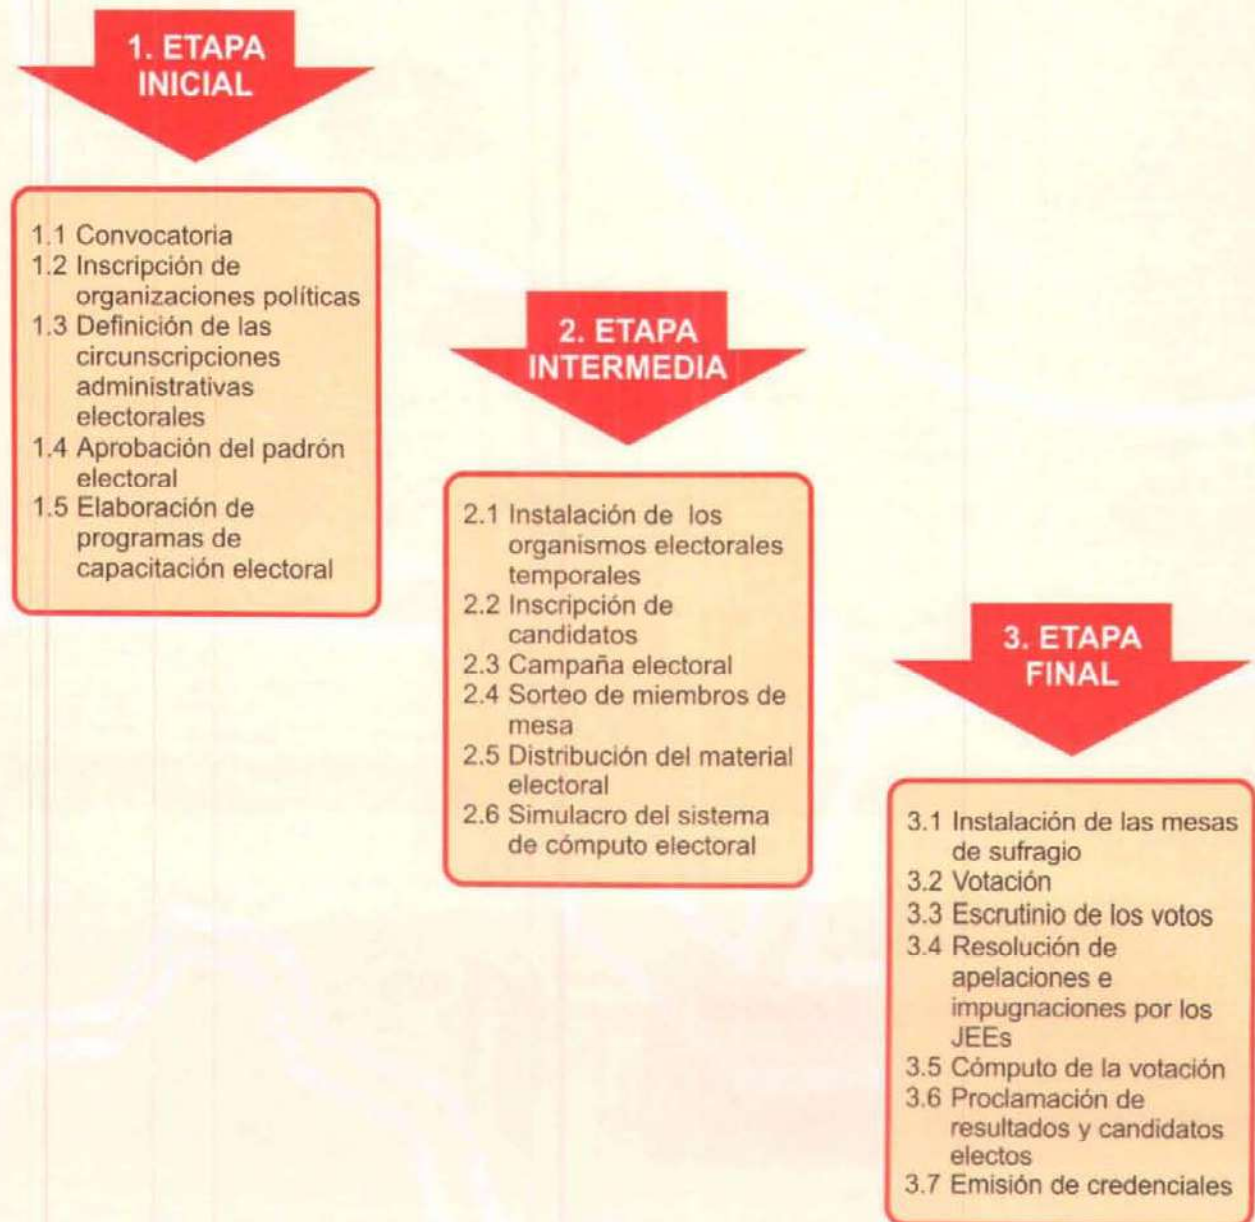 1. ETAPA
INICIAL
1.1 Convocatoria
1.2 Inscripción de
organizaciones políticas
1.3 Definición de las
circunscripciones
administrativas
electorales
1.4 Aprobación del padrón
electoral
1.5 Elaboración de
programas de
capacitación electoral
2. ETAPA
INTERMEDIA
2.1 Instalación de los
organismos electorales
temporales
2.2 Inscripción de
candidatos
2.3 Campaña electoral
2.4 Sorteo de miembros de
mesa
2.5 Distribución del material
electoral
2.6 Simulacro del sistema
de cómputo electoral
3. ETAPA
FINAL
3.1 Instalación de las mesas
de sufragio
3.2 Votación
3.3 Escrutinio de los votos
3.4 Resolución de
apelaciones e
impugnaciones por los
JEEs
3.5 Cómputo de la votación
3.6 Proclamación de
resultados y candidatos
electos
3.7 Emisión de credenciales